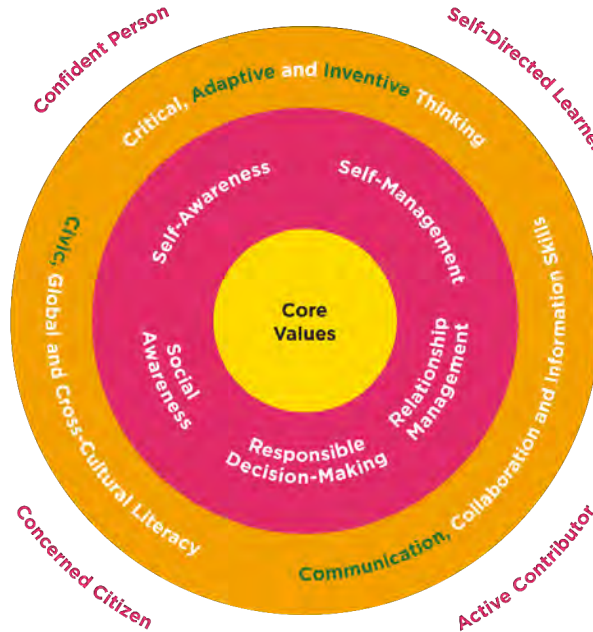 Confident Person
Self-Directed Learner
Critical, Adaptive and Inventive Thinking
Self-Awareness
Self-Management
Civic, Global and Cross-Cultural Literacy
Communication, Collaboration and Information Skills
Core
Values
Social
Awareness
Relationship
Management
Responsible
Decision-Making
Concerned Citizen
Active Contributor